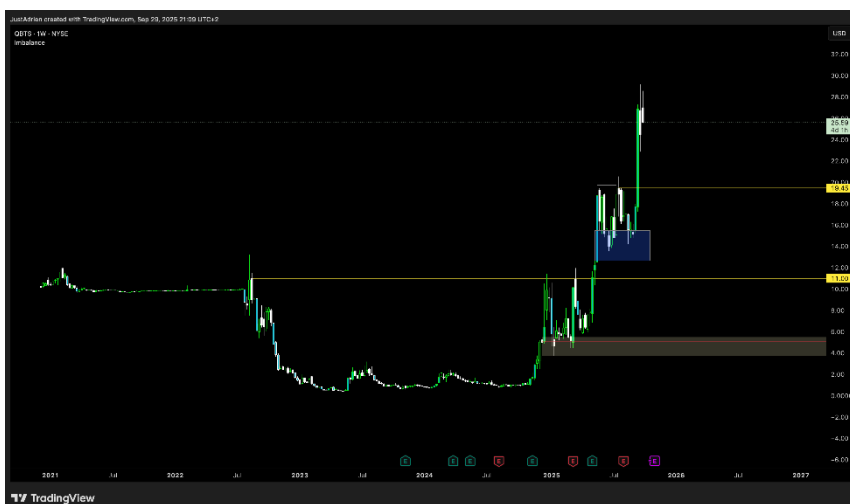 JustAdrian created with TradingView.com, Sep 29, 2025 21:59 UTC+2
QBTS · 1W · NYSE
Imbalance
USD
32.00
30.00
28.00
25.59
4d 1h
24.00
22.00
20.00
19.45
18.00
16.00
14.00
12.00
11.00
10.00
8.00
6.00
4.00
2.00
0.0000
−2.00
−4.00
E E E E E E E E E
2021 Jul 2022 Jul 2023 Jul 2024 Jul 2025 Jul 2026 Jul 2027
TradingView